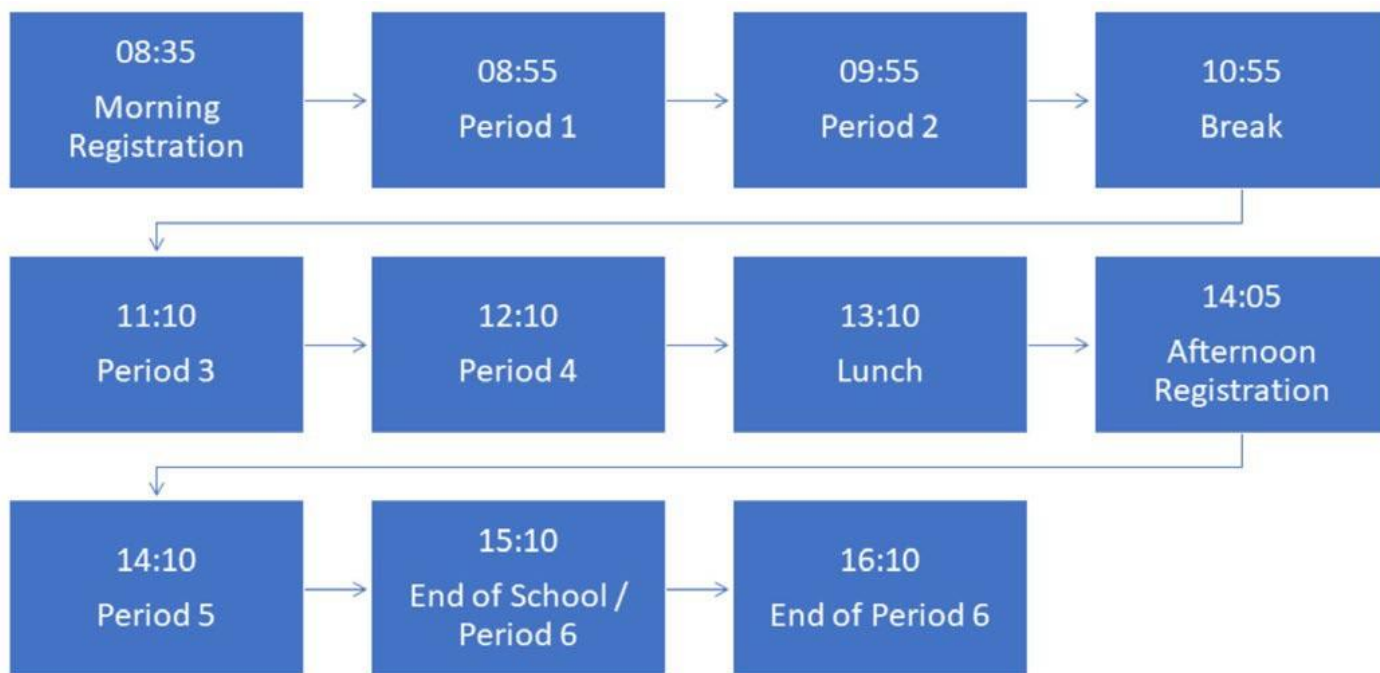 08:35
Morning
Registration
08:55
Period 1
09:55
Period 2
10:55
Break
11:10
Period 3
12:10
Period 4
13:10
Lunch
14:05
Afternoon
Registration
14:10
Period 5
15:10
End of School /
Period 6
16:10
End of Period 6